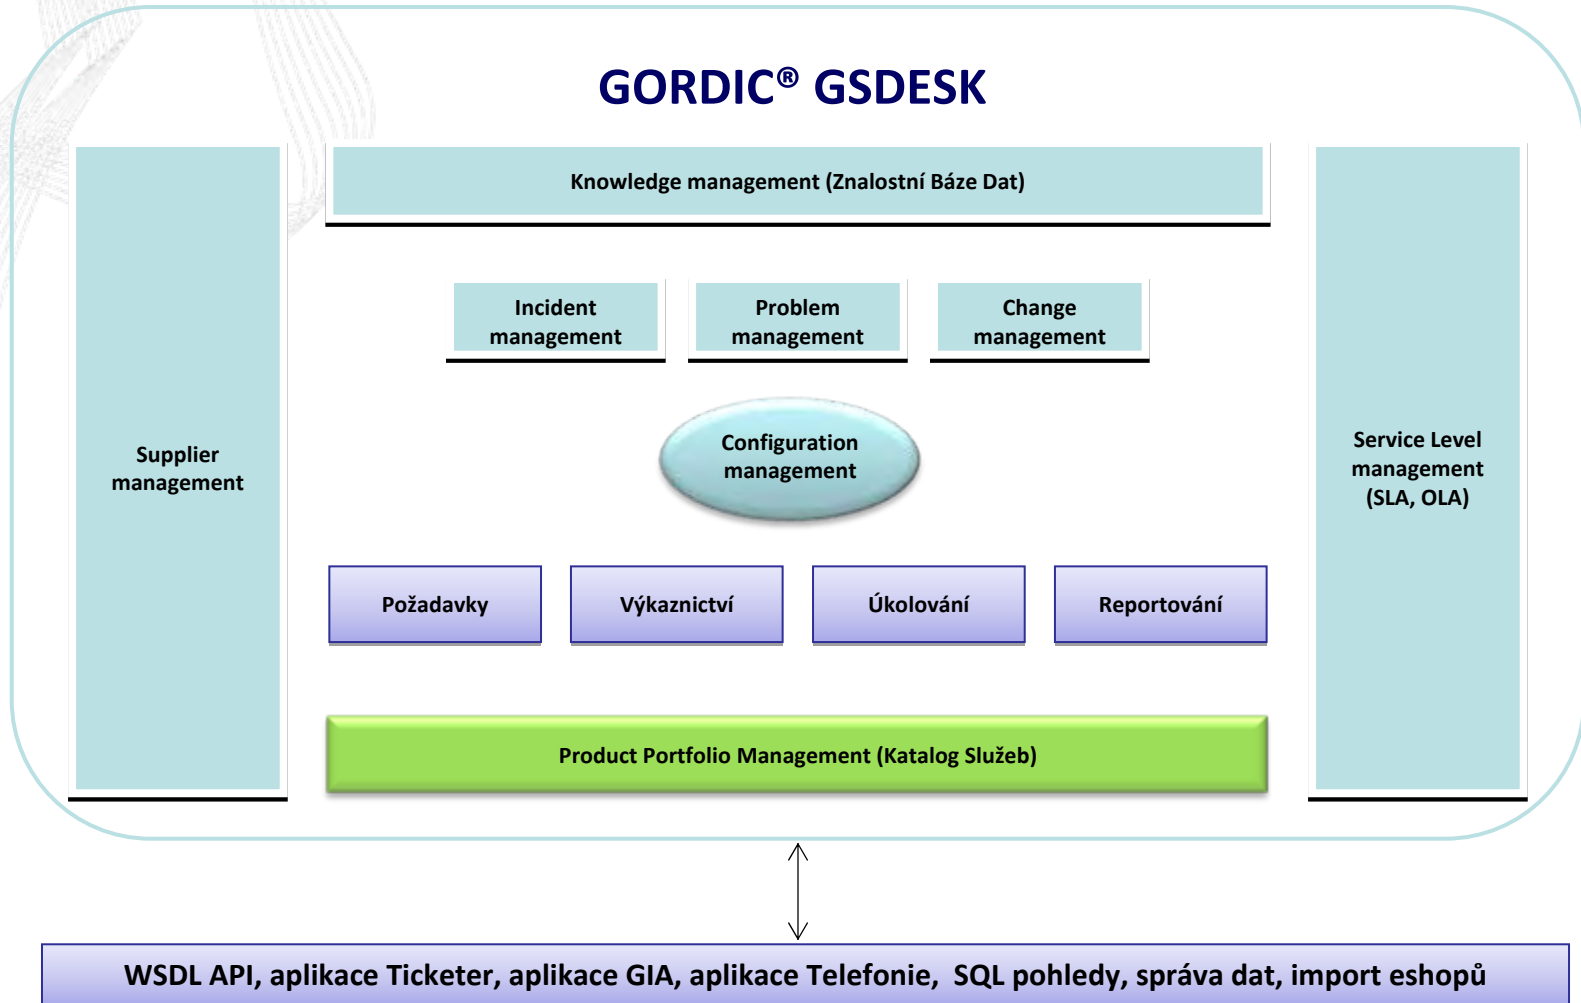 GORDIC® GSDESK
Knowledge management (Znalostní Báze Dat)
Incident
management
Problem
management
Change
management
Configuration
management
Supplier
management
Service Level
management
(SLA, OLA)
Požadavky
Výkaznictví
Úkolování
Reportování
Product Portfolio Management (Katalog Služeb)
WSDL API, aplikace Ticketer, aplikace GIA, aplikace Telefonie, SQL pohledy, správa dat, import eshopů